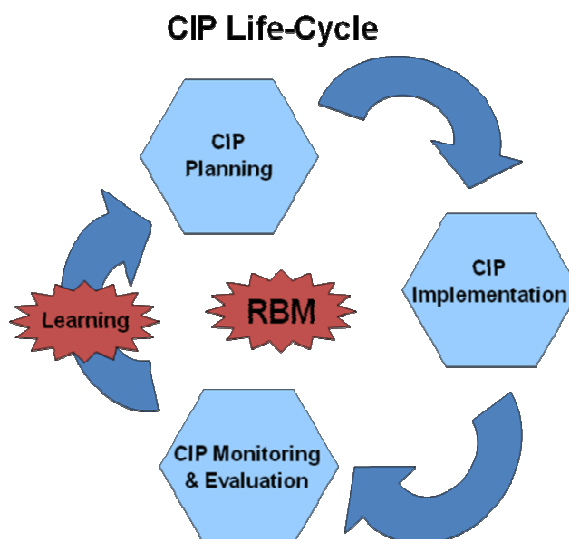 CIP Life-Cycle
CIP
Planning
CIP
Implementation
Learning
RBM
CIP Monitoring
& Evaluation